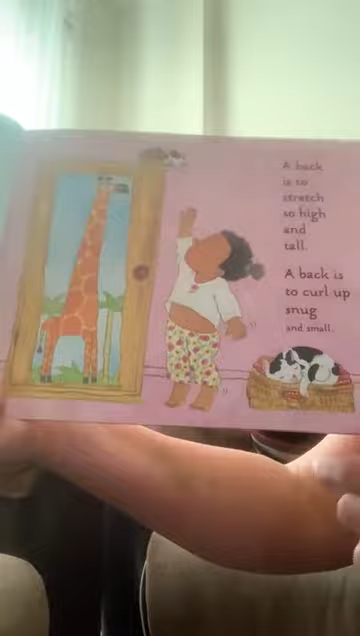 A back
is to
stretch
so high
and
tall.
A back is
to curl up
snug
and small.